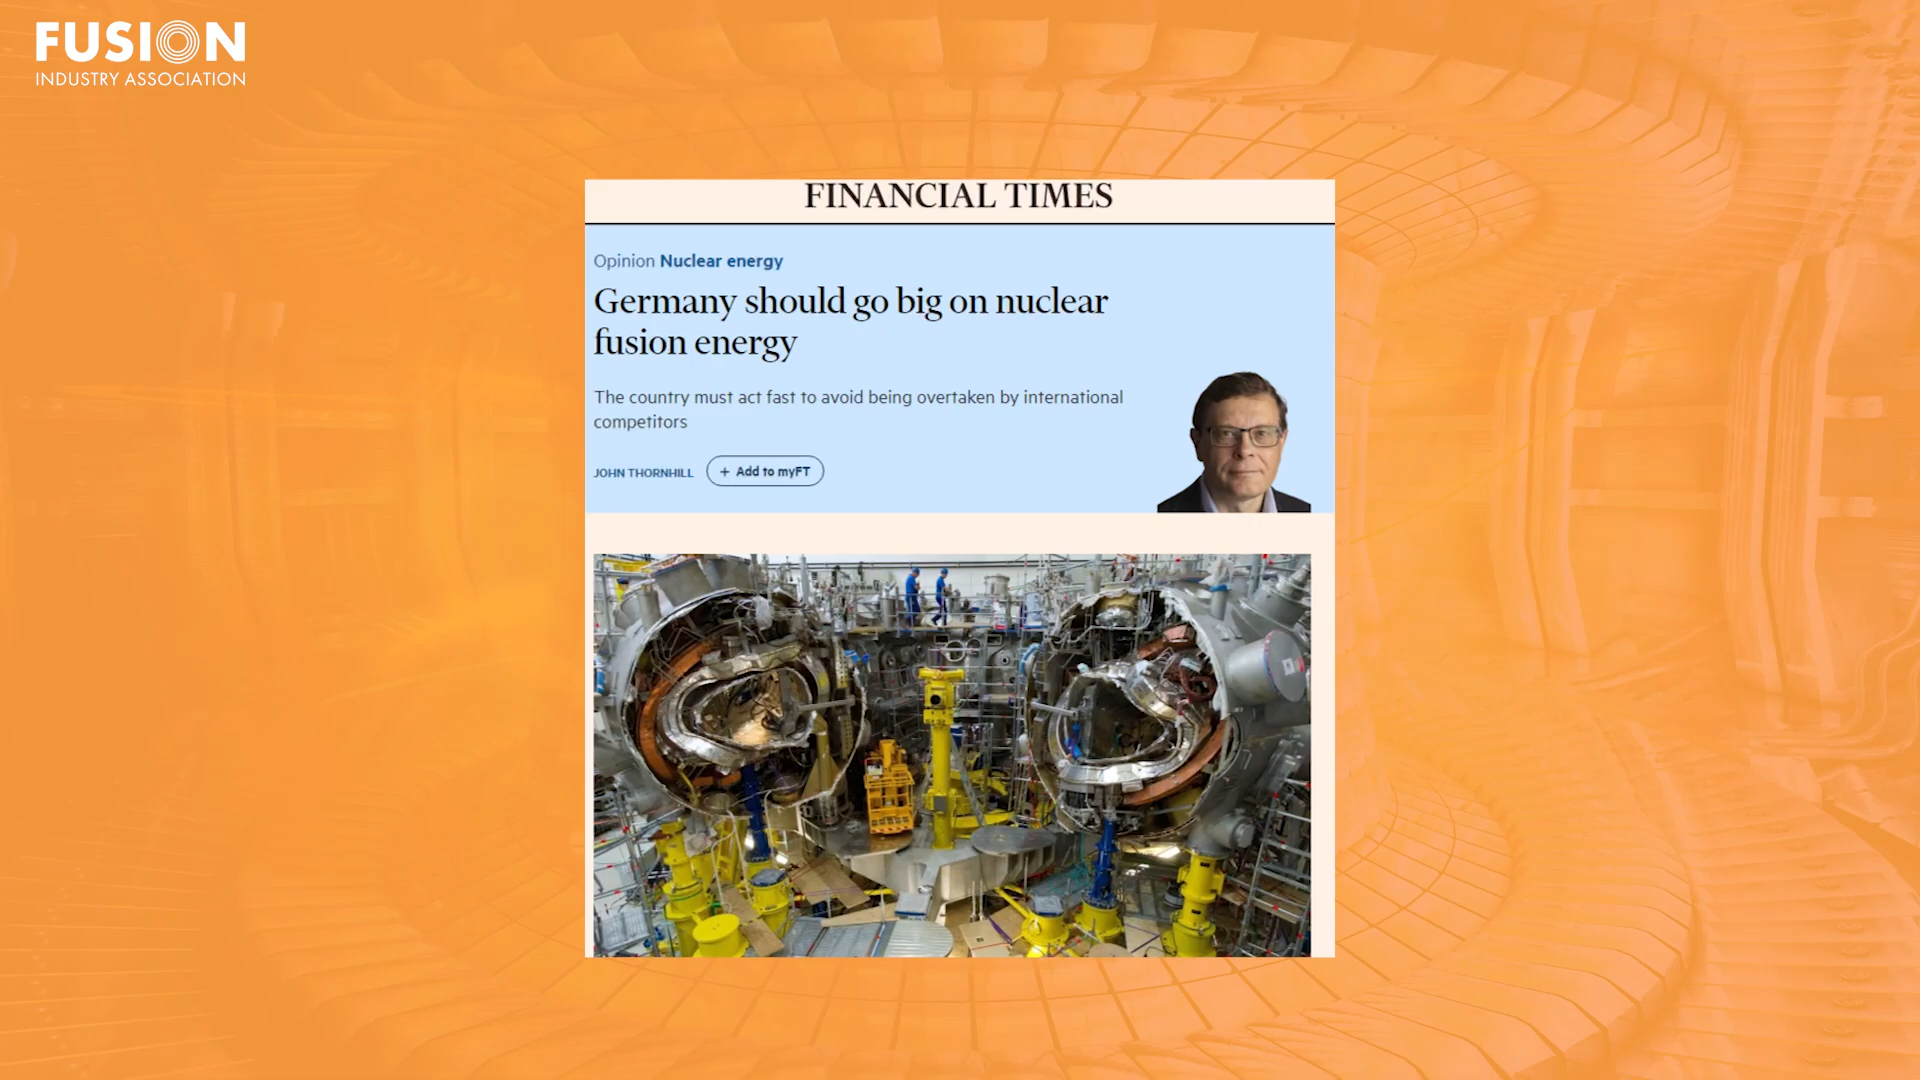 FUSION
INDUSTRY ASSOCIATION
FINANCIAL TIMES
Opinion Nuclear energy
Germany should go big on nuclear
fusion energy
The country must act fast to avoid being overtaken by international
competitors
JOHN THORNHILL + Add to myFT